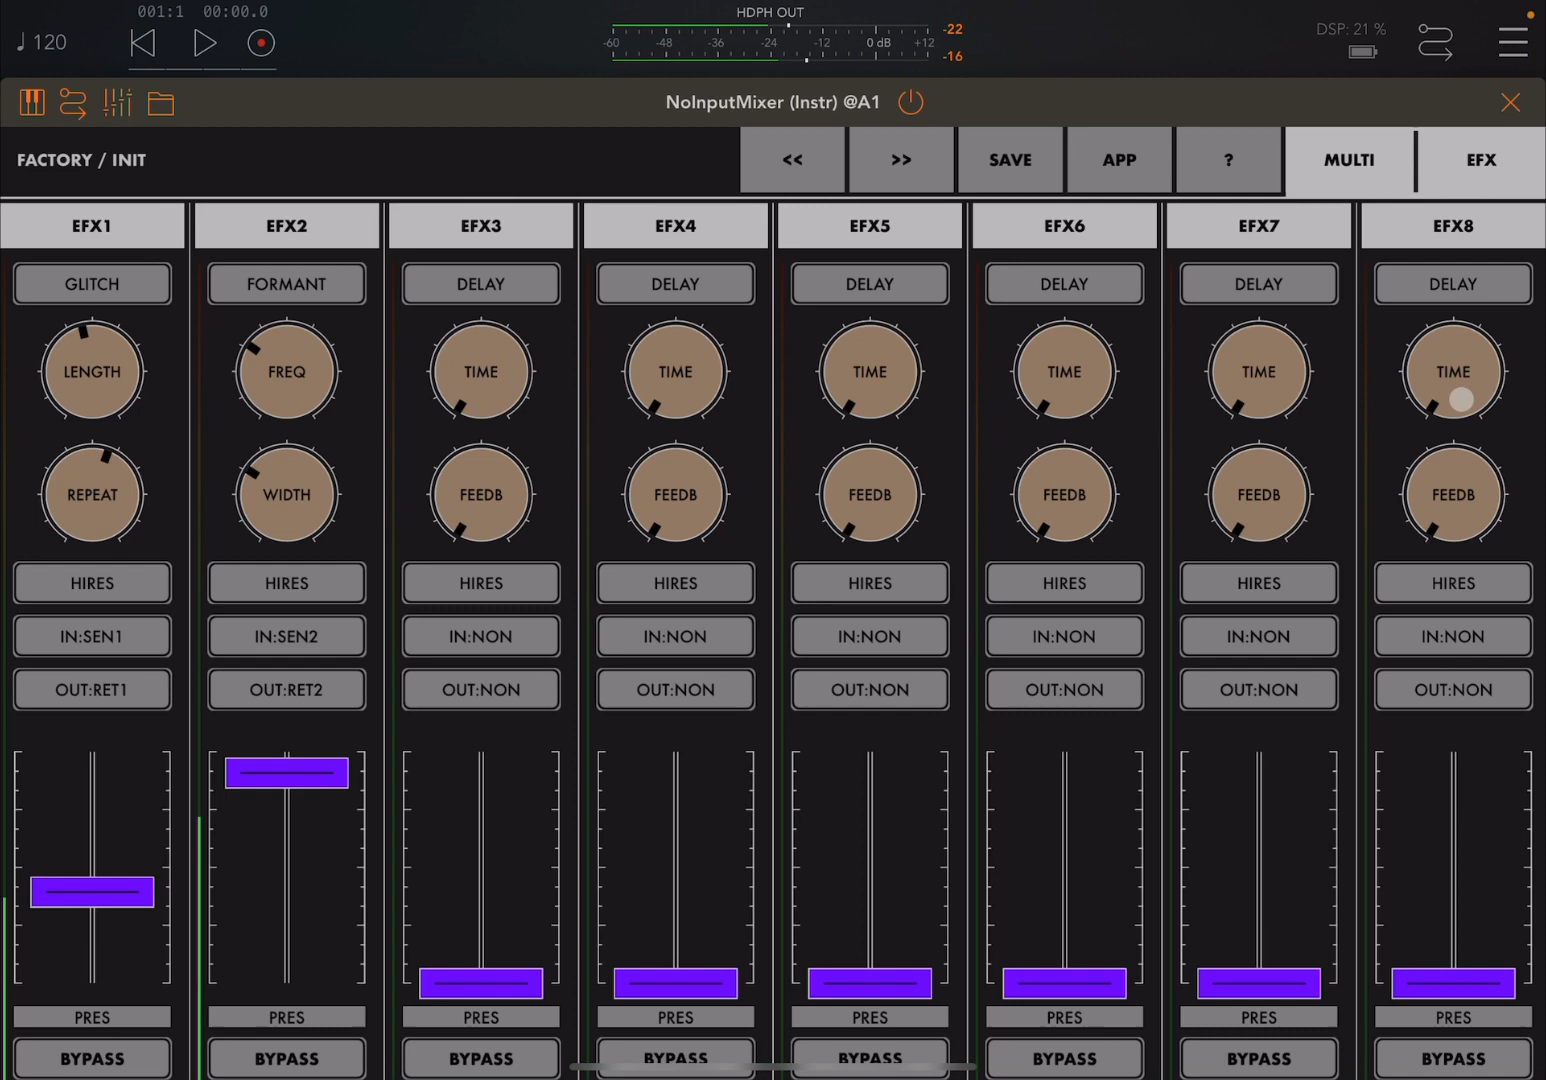 001:1 00:00.0
♩ 120
HDPH OUT
-60 -48 -36 -24 -12 0 dB +12
-22
-16
DSP: 21 %
NoInputMixer (Instr) @A1
FACTORY / INIT << >> SAVE APP ? MULTI EFX
EFX1 EFX2 EFX3 EFX4 EFX5 EFX6 EFX7 EFX8
GLITCH FORMANT DELAY DELAY DELAY DELAY DELAY DELAY
LENGTH FREQ TIME TIME TIME TIME TIME TIME
REPEAT WIDTH FEEDB FEEDB FEEDB FEEDB FEEDB FEEDB
HIRES HIRES HIRES HIRES HIRES HIRES HIRES HIRES
IN:SEN1 IN:SEN2 IN:NON IN:NON IN:NON IN:NON IN:NON IN:NON
OUT:RET1 OUT:RET2 OUT:NON OUT:NON OUT:NON OUT:NON OUT:NON OUT:NON
PRES PRES PRES PRES PRES PRES PRES PRES
BYPASS BYPASS BYPASS BYPASS BYPASS BYPASS BYPASS BYPASS